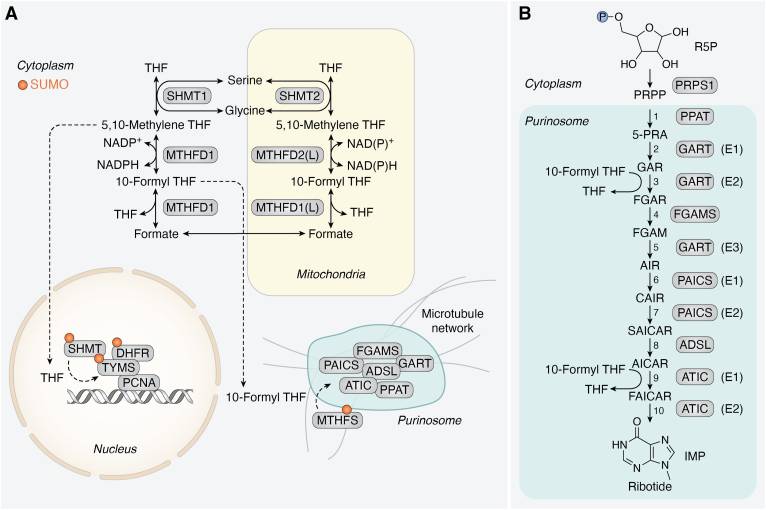 A
Cytoplasm
SUMO
THF
THF
Serine
SHMT1
SHMT2
Glycine
5,10-Methylene THF
5,10-Methylene THF
NADP+
NAD(P)+
MTHFD1
MTHFD2(L)
NADPH
NAD(P)H
10-Formyl THF
10-Formyl THF
MTHFD1
MTHFD1(L)
THF
THF
Formate
Formate
Mitochondria
Microtubule
network
SHMT
DHFR
TYMS
PCNA
THF
Nucleus
FGAMS
PAICS
GART
ADSL
ATIC
PPAT
10-Formyl THF
MTHFS
Purinosome
B
P
O
O
OH
HO
OH
R5P
Cytoplasm
PRPS1
PRPP
Purinosome
1
PPAT
5-PRA
2
GART (E1)
GAR
10-Formyl THF
3
GART (E2)
THF
FGAR
4
FGAMS
FGAM
5
GART (E3)
AIR
6
PAICS (E1)
CAIR
7
PAICS (E2)
SAICAR
8
ADSL
AICAR
10-Formyl THF
9
ATIC (E1)
THF
FAICAR
10
ATIC (E2)
O
HN
N
N
N
IMP
Ribotide